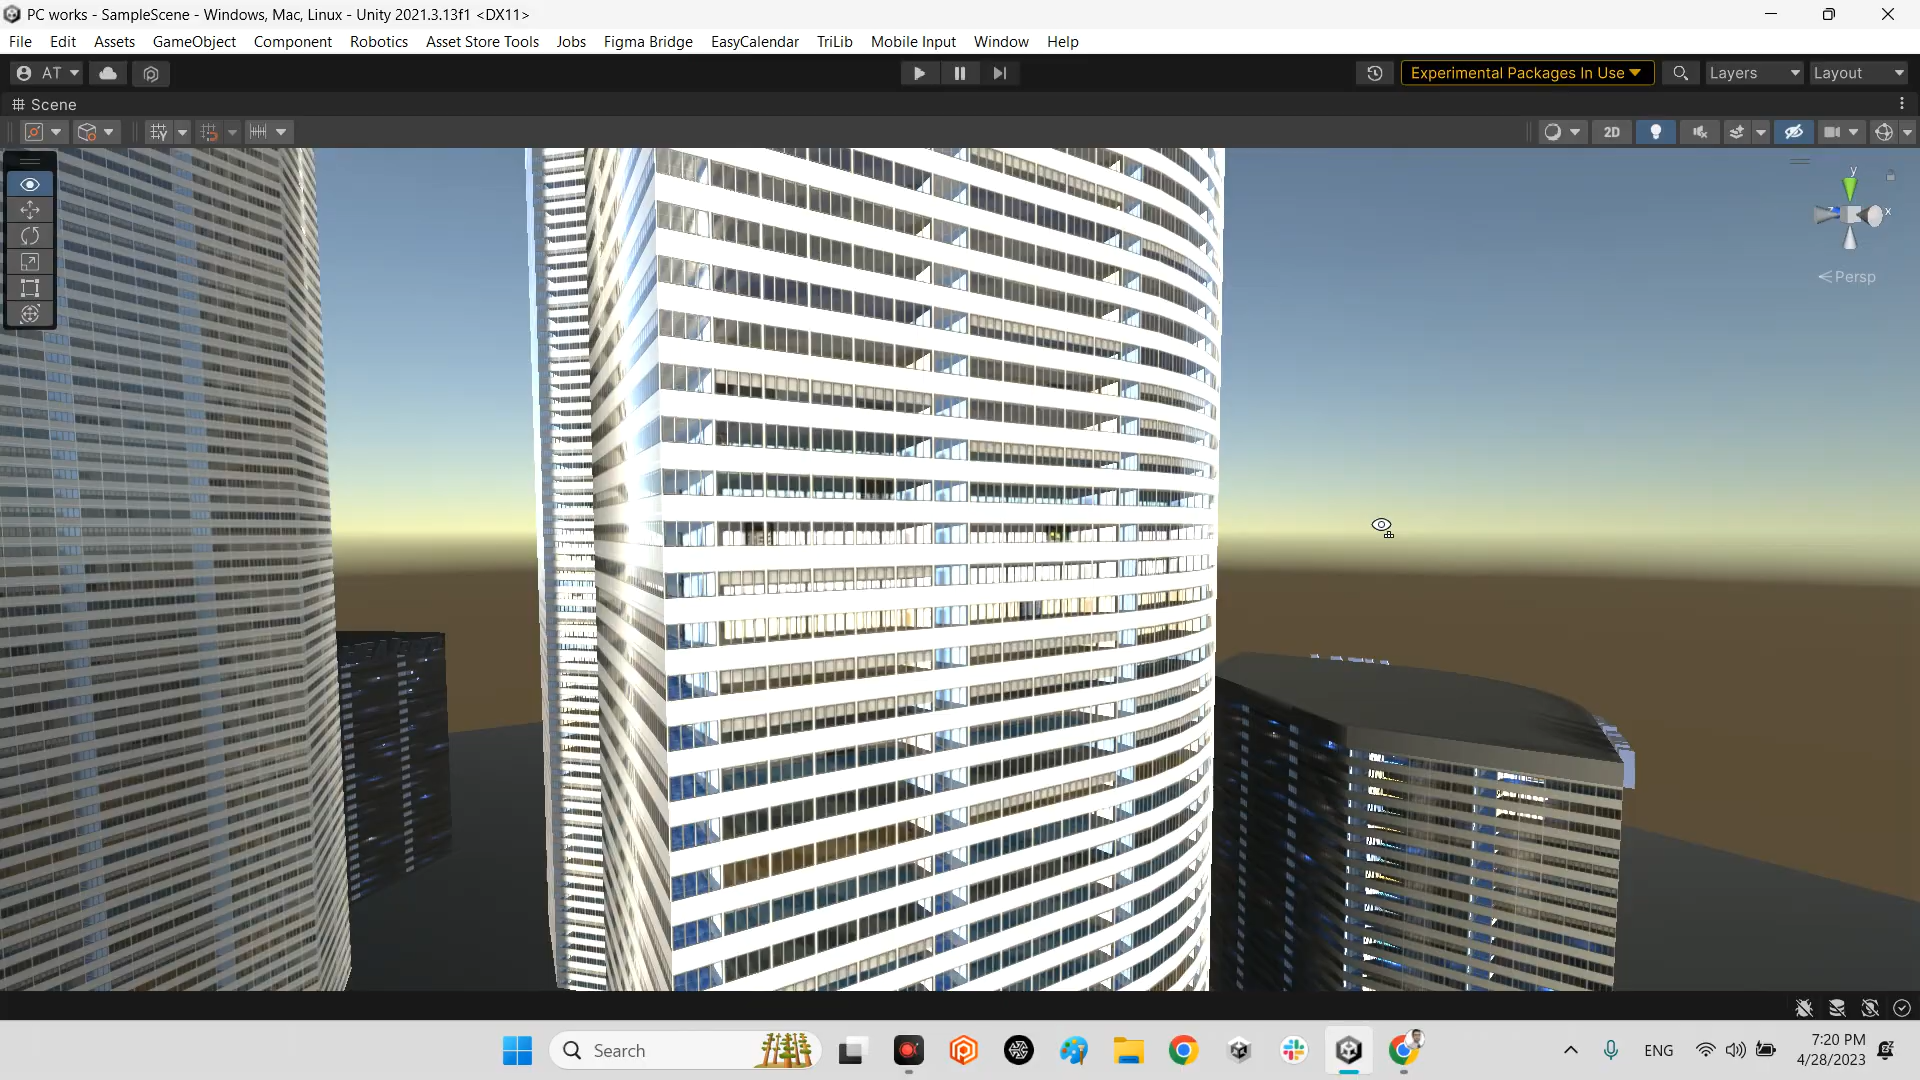 PC works - SampleScene - Windows, Mac, Linux - Unity 2021.3.13f1 <DX11>
File Edit Assets GameObject Component Robotics Asset Store Tools Jobs Figma Bridge EasyCalendar TriLib Mobile Input Window Help
AT Experimental Packages In Use Layers Layout
Scene
2D
y
x
Persp
Search
ENG
7:20 PM
4/28/2023